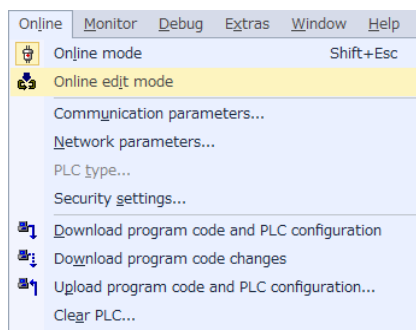 Online Monitor Debug Extras Window Help
Online mode Shift+Esc
Online edit mode
Communication parameters...
Network parameters...
PLC type...
Security settings...
Download program code and PLC configuration
Download program code changes
Upload program code and PLC configuration...
Clear PLC...